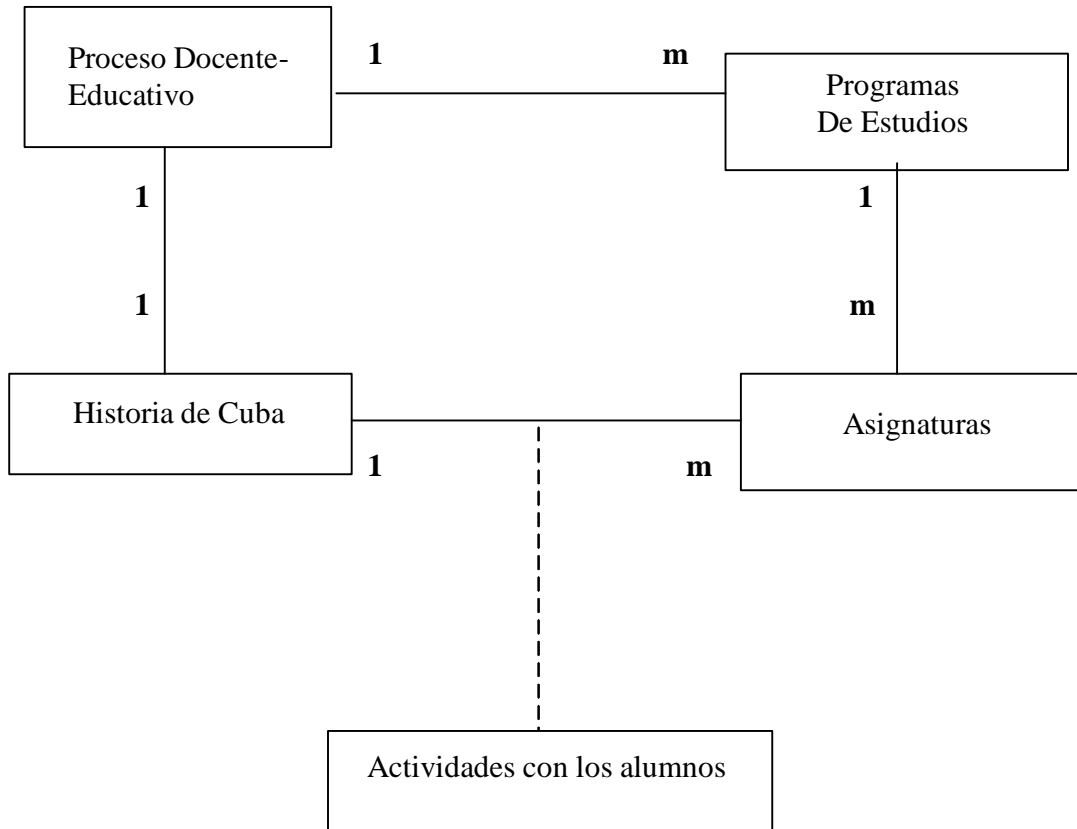 Proceso Docente-
Educativo
1
m
Programas
De Estudios
1
1
1
m
Historia de Cuba
Asignaturas
1
m
Actividades con los alumnos